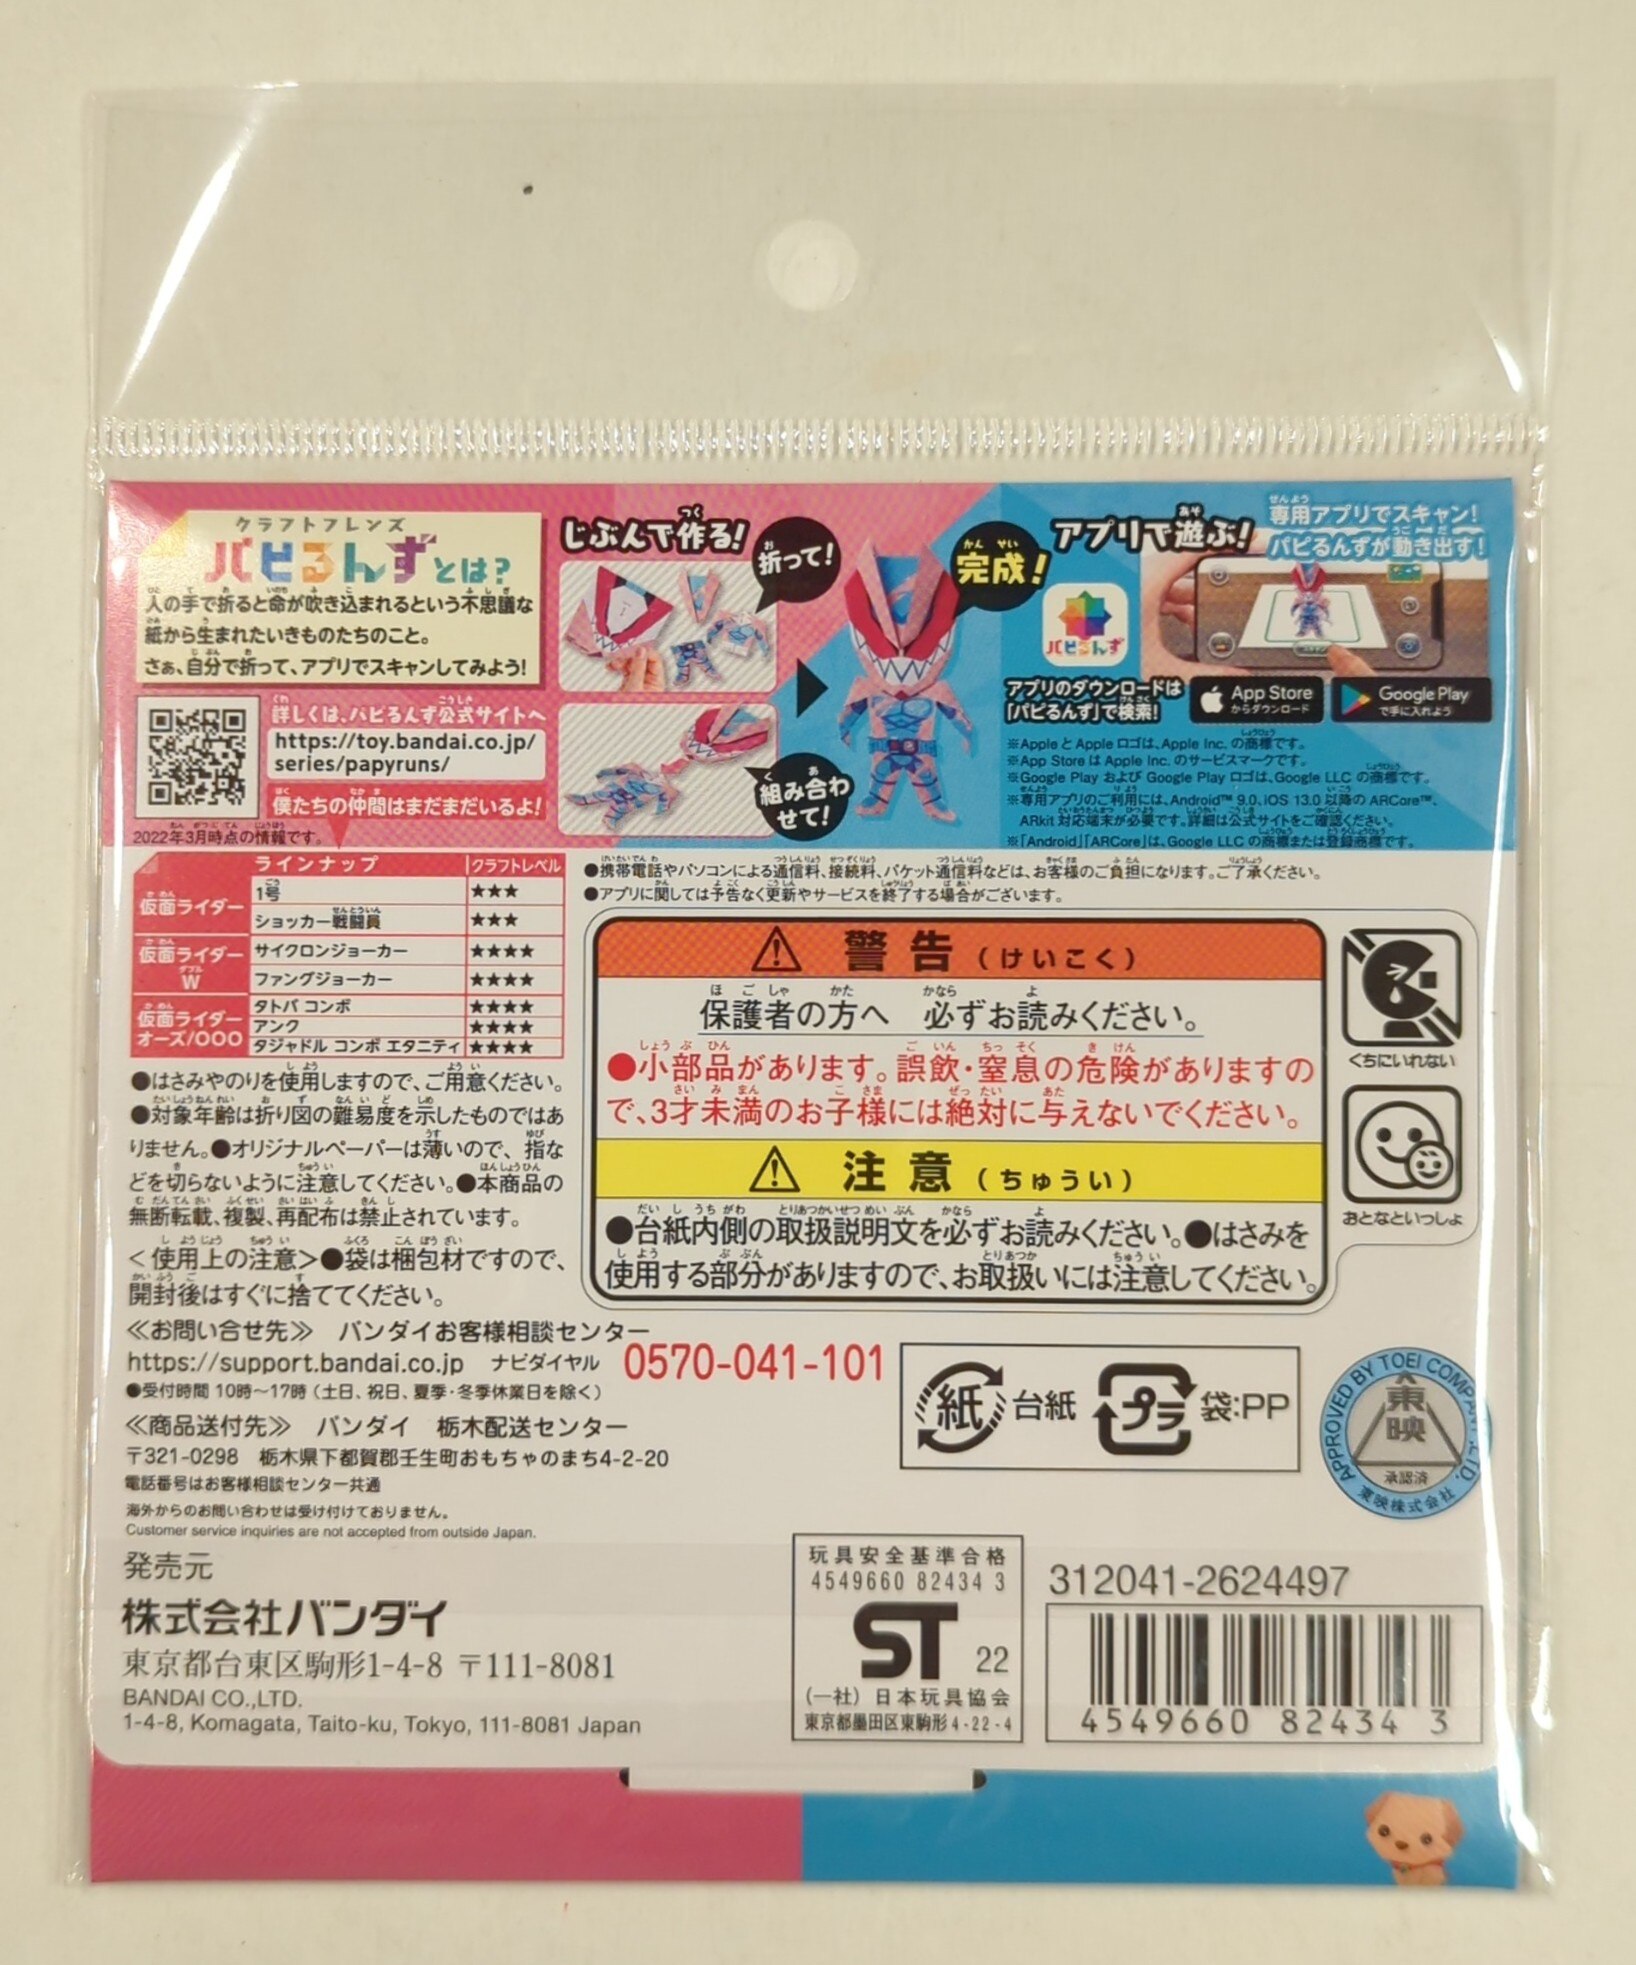 クラフトフレンズ
パピるんずとは?
人の手で折ると命が吹き込まれるという不思議な
紙から生まれたいきものたちのこと。
さぁ、自分で折って、アプリでスキャンしてみよう!
詳しくは、パピるんず公式サイトへ
https://toy.bandai.co.jp/
series/papyruns/
僕たちの仲間はまだまだいるよ!
2022年3月時点の情報です。
じぶんで作る!
折って!
組み合わ
せて!
完成!
アプリで遊ぶ!
専用アプリでスキャン!
パピるんずが動き出す!
パピるんず
アプリのダウンロードは
「パピるんず」で検索!
App Store
からダウンロード
Google Play
で手に入れよう
※AppleとApple ロゴは、Apple Inc. の商標です。
※App Store は Apple Inc. のサービスマークです。
※Google Play および Google Play ロゴは、Google LLC の商標です。
※専用アプリのご利用には、Android™ 9.0、iOS 13.0 以降の ARCore™、
ARkit 対応端末が必要です。詳細は公式サイトをご確認ください。
※「Android」「ARCore」は、Google LLC の商標または登録商標です。
ラインナップ クラフトレベル
仮面ライダー
1号 ★★★
ショッカー戦闘員 ★★★
仮面ライダー
W
サイクロンジョーカー ★★★★
ファングジョーカー ★★★★
仮面ライダー
オーズ/OOO
タトバ コンボ ★★★★
アンク ★★★★
タジャドル コンボ エタニティ ★★★★
●携帯電話やパソコンによる通信料、接続料、パケット通信料などは、お客様のご負担になります。ご了承ください。
●アプリに関しては予告なく更新やサービスを終了する場合がございます。
●はさみやのりを使用しますので、ご用意ください。
●対象年齢は折り図の難易度を示したものではあ
りません。●オリジナルペーパーは薄いので、指な
どを切らないように注意してください。●本商品の
無断転載、複製、再配布は禁止されています。
<使用上の注意>●袋は梱包材ですので、
開封後はすぐに捨ててください。
警告(けいこく)
保護者の方へ 必ずお読みください。
●小部品があります。誤飲・窒息の危険がありますの
で、3才未満のお子様には絶対に与えないでください。
注意(ちゅうい)
●台紙内側の取扱説明文を必ずお読みください。●はさみを
使用する部分がありますので、お取扱いには注意してください。
くちにいれない
おとなといっしょ
≪お問い合せ先≫ バンダイお客様相談センター
https://support.bandai.co.jp ナビダイヤル 0570-041-101
●受付時間 10時～17時(土日、祝日、夏季・冬季休業日を除く)
≪商品送付先≫ バンダイ 栃木配送センター
〒321-0298 栃木県下都賀郡壬生町おもちゃのまち4-2-20
電話番号はお客様相談センター共通
海外からのお問い合わせは受け付けておりません。
Customer service inquiries are not accepted from outside Japan.
紙 台紙 プラ 袋:PP
APPROVED BY TOEI COMPANY,LTD.
東映
承認済
東映株式会社
発売元
株式会社バンダイ
東京都台東区駒形1-4-8 〒111-8081
BANDAI CO.,LTD.
1-4-8, Komagata, Taito-ku, Tokyo, 111-8081 Japan
玩具安全基準合格
4549660 82434 3
ST 22
(一社)日本玩具協会
東京都墨田区東駒形4-22-4
312041-2624497
4549660 82434 3